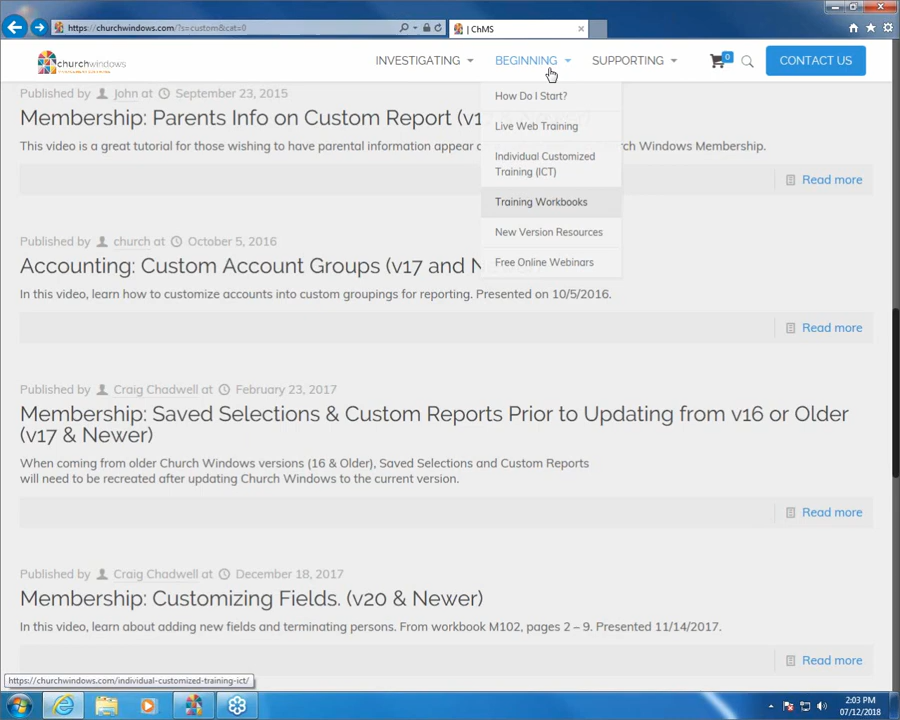 https://churchwindows.com/?s=custom&cat=0
| ChMS
churchwindows
INVESTIGATING
BEGINNING
SUPPORTING
0
CONTACT US
How Do I Start?
Live Web Training
Individual Customized
Training (ICT)
Training Workbooks
New Version Resources
Free Online Webinars
Published by John at September 23, 2015
Membership: Parents Info on Custom Report (v1
This video is a great tutorial for those wishing to have parental information appear urch Windows Membership.
Read more
Published by church at October 5, 2016
Accounting: Custom Account Groups (v17 and N
In this video, learn how to customize accounts into custom groupings for reporting. Presented on 10/5/2016.
Read more
Published by Craig Chadwell at February 23, 2017
Membership: Saved Selections & Custom Reports Prior to Updating from v16 or Older
(v17 & Newer)
When coming from older Church Windows versions (16 & Older), Saved Selections and Custom Reports
will need to be recreated after updating Church Windows to the current version.
Read more
Published by Craig Chadwell at December 18, 2017
Membership: Customizing Fields. (v20 & Newer)
In this video, learn about adding new fields and terminating persons. From workbook M102, pages 2 – 9. Presented 11/14/2017.
Read more
https://churchwindows.com/individual-customized-training-ict/
2:03 PM
07/12/2018